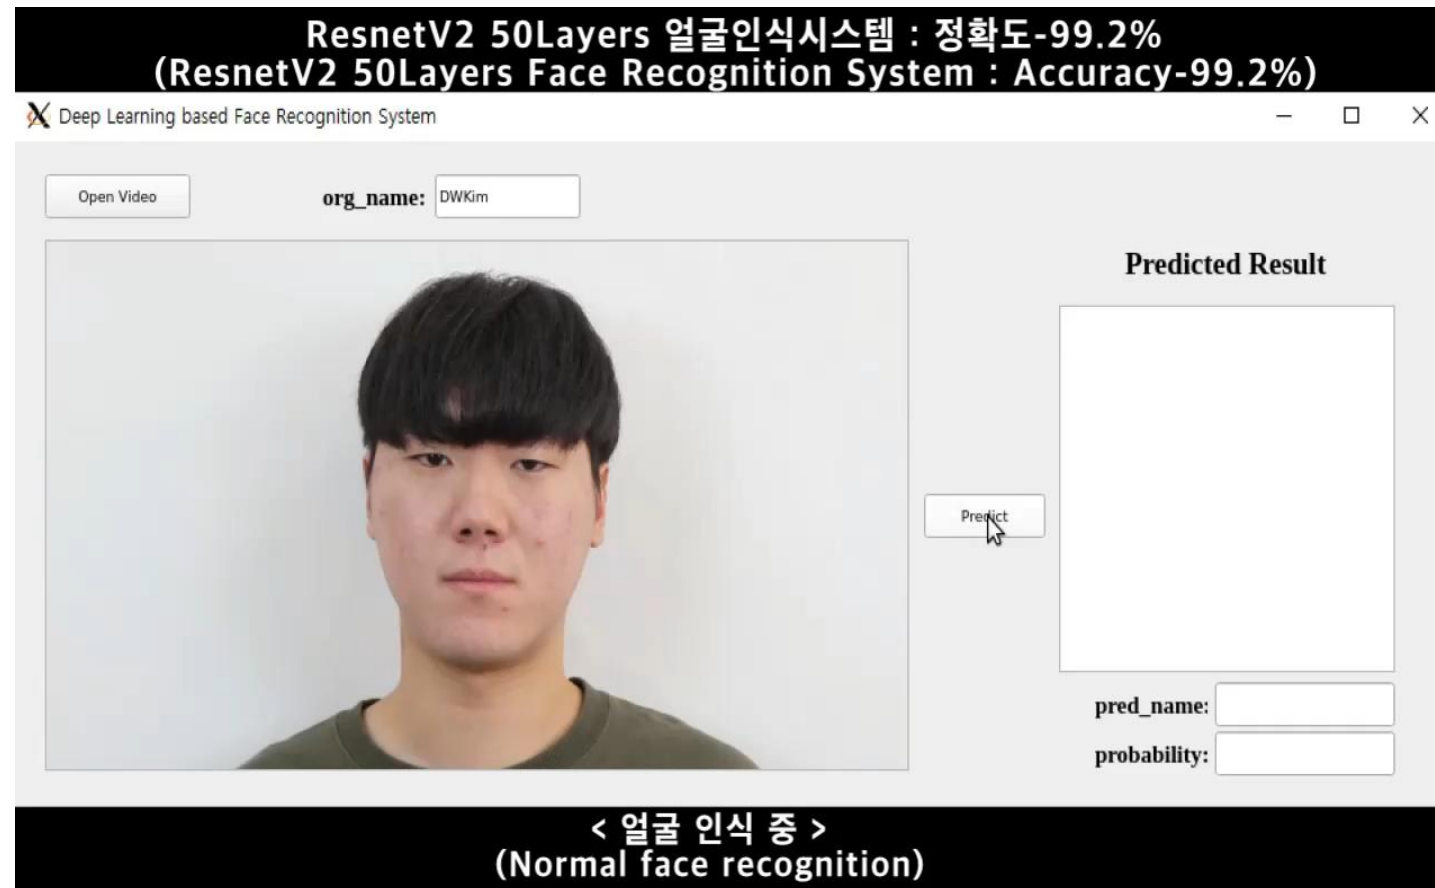 ResnetV2 50Layers 얼굴인식시스템 : 정확도-99.2%
(ResnetV2 50Layers Face Recognition System : Accuracy-99.2%)
Deep Learning based Face Recognition System
Open Video
org_name: DWKim
Predicted Result
Predict
pred_name:
probability:
< 얼굴 인식 중 >
(Normal face recognition)